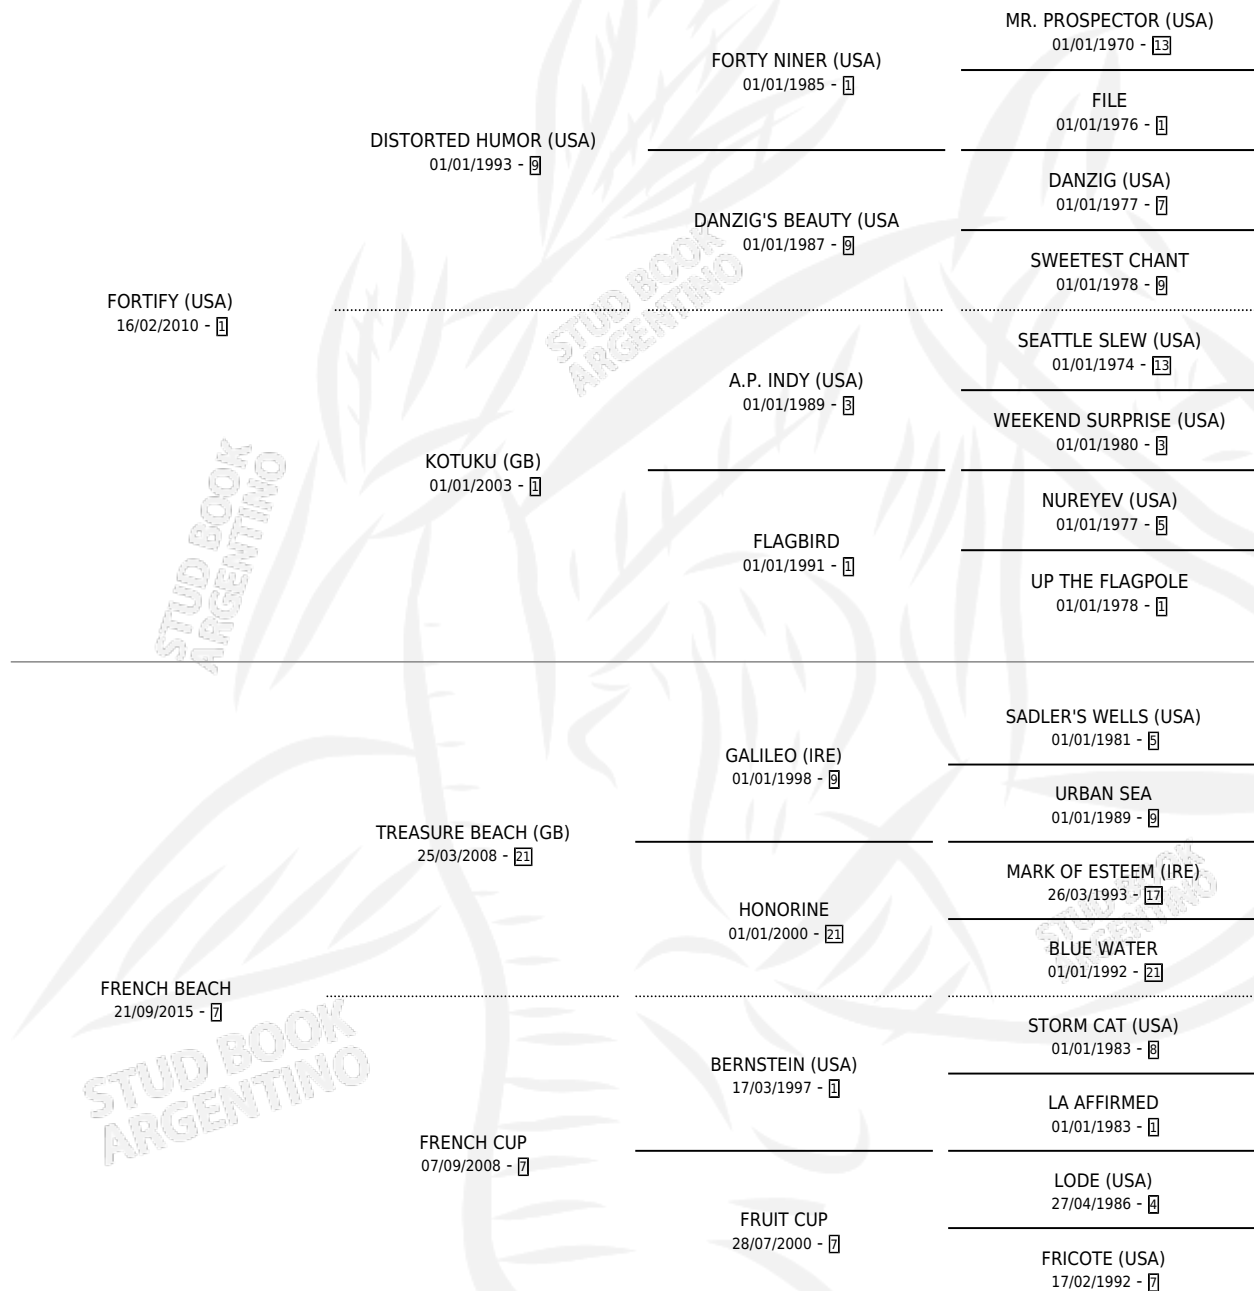 MR. PROSPECTOR (USA)
01/01/1970 - 13
FORTY NINER (USA)
01/01/1985 - 1
FILE
01/01/1976 - 1
DISTORTED HUMOR (USA)
01/01/1993 - 9
DANZIG (USA)
01/01/1977 - 7
DANZIG'S BEAUTY (USA
01/01/1987 - 9
SWEETEST CHANT
01/01/1978 - 9
FORTIFY (USA)
16/02/2010 - 1
STUD BOOK
ARGENTINO
SEATTLE SLEW (USA)
01/01/1974 - 13
A.P. INDY (USA)
01/01/1989 - 3
WEEKEND SURPRISE (USA)
01/01/1980 - 3
KOTUKU (GB)
01/01/2003 - 1
NUREYEV (USA)
01/01/1977 - 5
FLAGBIRD
01/01/1991 - 1
UP THE FLAGPOLE
01/01/1978 - 1
STUD BOOK
ARGENTINO
SADLER'S WELLS (USA)
01/01/1981 - 5
GALILEO (IRE)
01/01/1998 - 9
URBAN SEA
01/01/1989 - 9
TREASURE BEACH (GB)
25/03/2008 - 21
MARK OF ESTEEM (IRE)
26/03/1993 - 17
HONORINE
01/01/2000 - 21
STUD BOOK
ARGENTINO
BLUE WATER
01/01/1992 - 21
FRENCH BEACH
21/09/2015 - 7
STORM CAT (USA)
01/01/1983 - 8
BERNSTEIN (USA)
17/03/1997 - 1
STUD BOOK
ARGENTINO
LA AFFIRMED
01/01/1983 - 1
FRENCH CUP
07/09/2008 - 7
LODE (USA)
27/04/1986 - 4
FRUIT CUP
28/07/2000 - 7
FRICOTE (USA)
17/02/1992 - 7